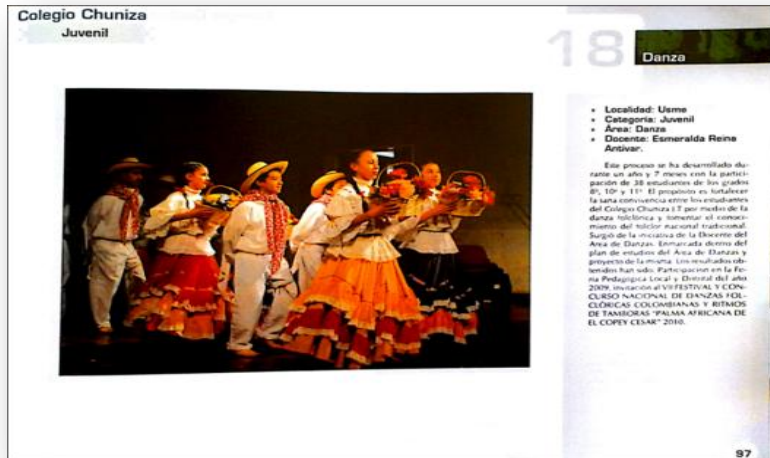 Colegio Chuniza
Juvenil
18
Danza
Localidad: Usme
Categoría: Juvenil
Área: Danza
Docente: Esmeralda Reina
Antivar.
Este proceso se ha desarrollado du-
rante un año y 7 meses con la partici-
pación de 38 estudiantes de los grados
8º, 10º y 11º. El propósito es fortalecer
la sana convivencia entre los estudiantes
del Colegio Chuniza J.T por medio de la
danza folclórica y fomentar el conoci-
miento del folclor nacional tradicional.
Surgió de la iniciativa de la Docente del
Área de Danzas. Enmarcada dentro del
plan de estudios del Área de Danzas y
proyecto de la misma. Los resultados ob-
tenidos han sido: Participación en la Fe-
ria Pedagógica Local y Distrital del año
2009, invitación al VII FESTIVAL Y CON-
CURSO NACIONAL DE DANZAS FOL-
CLÓRICAS COLOMBIANAS Y RITMOS
DE TAMBORAS "PALMA AFRICANA DE
EL COPEY CESAR" 2010.
97